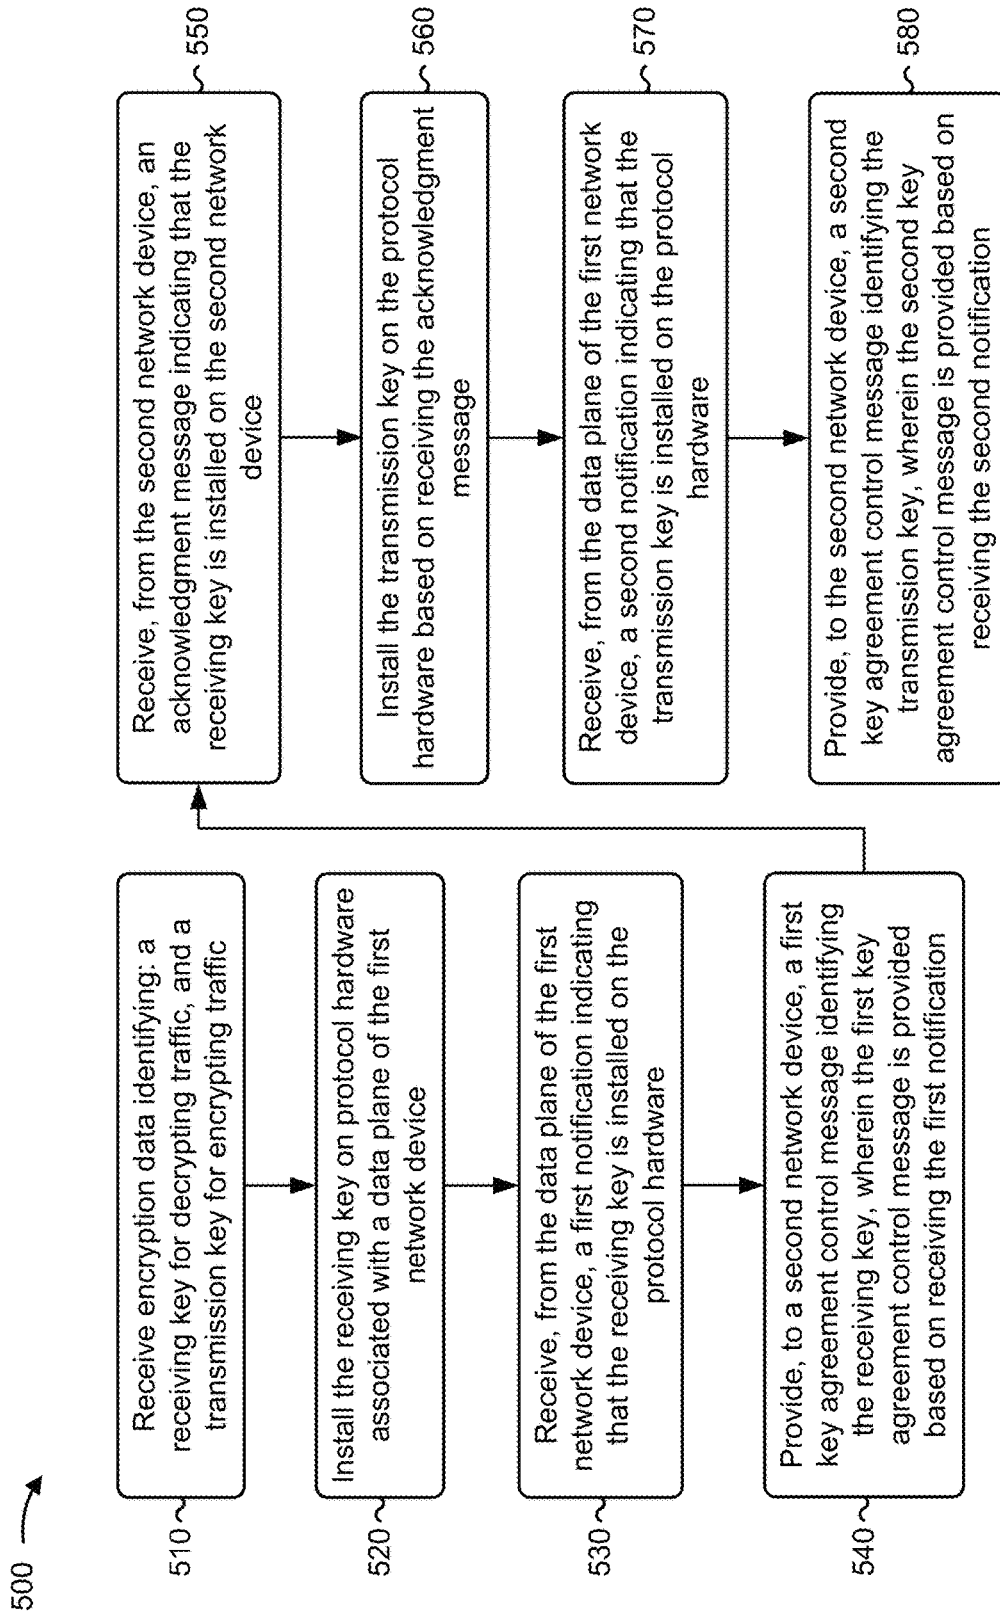 500
510
Receive encryption data identifying: a
receiving key for decrypting traffic, and a
transmission key for encrypting traffic
520
Install the receiving key on protocol hardware
associated with a data plane of the first
network device
530
Receive, from the data plane of the first
network device, a first notification indicating
that the receiving key is installed on the
protocol hardware
540
Provide, to a second network device, a first
key agreement control message identifying
the receiving key, wherein the first key
agreement control message is provided
based on receiving the first notification
550
Receive, from the second network device, an
acknowledgment message indicating that the
receiving key is installed on the second network
device
560
Install the transmission key on the protocol
hardware based on receiving the acknowledgment
message
570
Receive, from the data plane of the first network
device, a second notification indicating that the
transmission key is installed on the protocol
hardware
580
Provide, to the second network device, a second
key agreement control message identifying the
transmission key, wherein the second key
agreement control message is provided based on
receiving the second notification